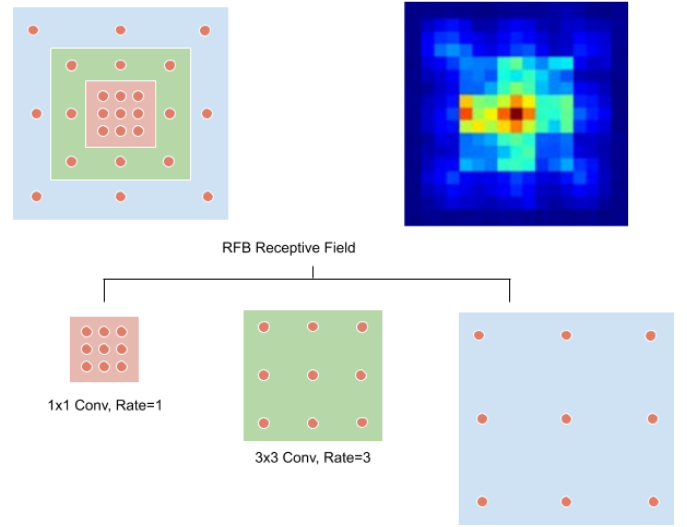 RFB Receptive Field
1x1 Conv, Rate=1
3x3 Conv, Rate=3